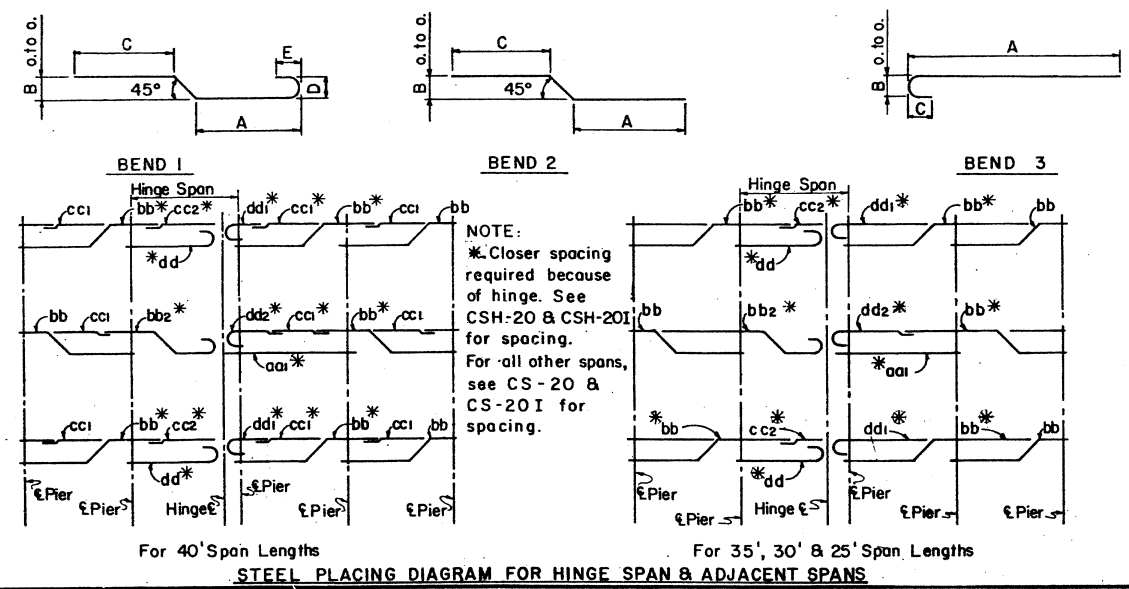 B o. to o.
C
45°
A
E
D
B o. to o.
C
45°
A
B o. to o.
A
C
BEND 1
BEND 2
BEND 3
Hinge Span
cc1 bb* cc2* dd1* cc1* bb* cc1 bb
*dd
bb cc1 bb2* dd2* cc1* bb* cc1
aa1*
cc1 bb* cc2* dd1* cc1* bb* cc1 bb
dd*
℄ Pier
℄ Pier
Hinge ℄
℄ Pier
℄ Pier
℄ Pier
For 40' Span Lengths
NOTE:
* Closer spacing
required because
of hinge. See
CSH-20 & CSH-20I
for spacing.
For all other spans,
see CS-20 &
CS-20I for
spacing.
Hinge Span
bb* cc2* dd1* bb* bb
*dd
bb bb2* dd2* bb*
*aa1
*bb cc2* dd1* bb* bb
*dd
℄ Pier
℄ Pier
Hinge ℄
℄ Pier
℄ Pier
℄ Pier
For 35', 30' & 25' Span Lengths
STEEL PLACING DIAGRAM FOR HINGE SPAN & ADJACENT SPANS